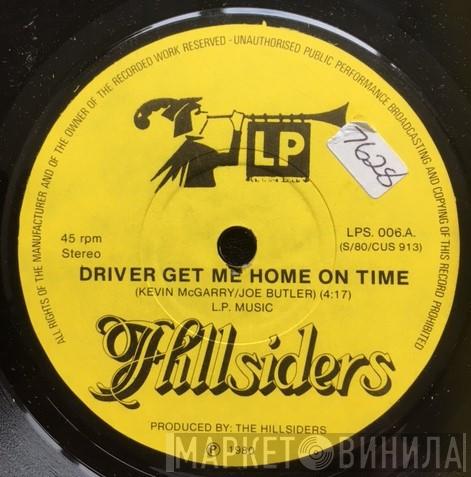 ALL RIGHTS OF THE MANUFACTURER AND OF THE OWNER OF THE RECORDED WORK RESERVED - UNAUTHORISED PUBLIC PERFORMANCE BROADCASTING AND COPYING OF THIS RECORD PROHIBITED
LP
7628
45 rpm
Stereo
LPS. 006.A.
(S/80/CUS 913)
DRIVER GET ME HOME ON TIME
(KEVIN McGARRY/JOE BUTLER) (4:17)
L.P. MUSIC
Hillsiders
PRODUCED BY: THE HILLSIDERS
Ⓟ 1980
МАРКЕТ ВИНИЛА